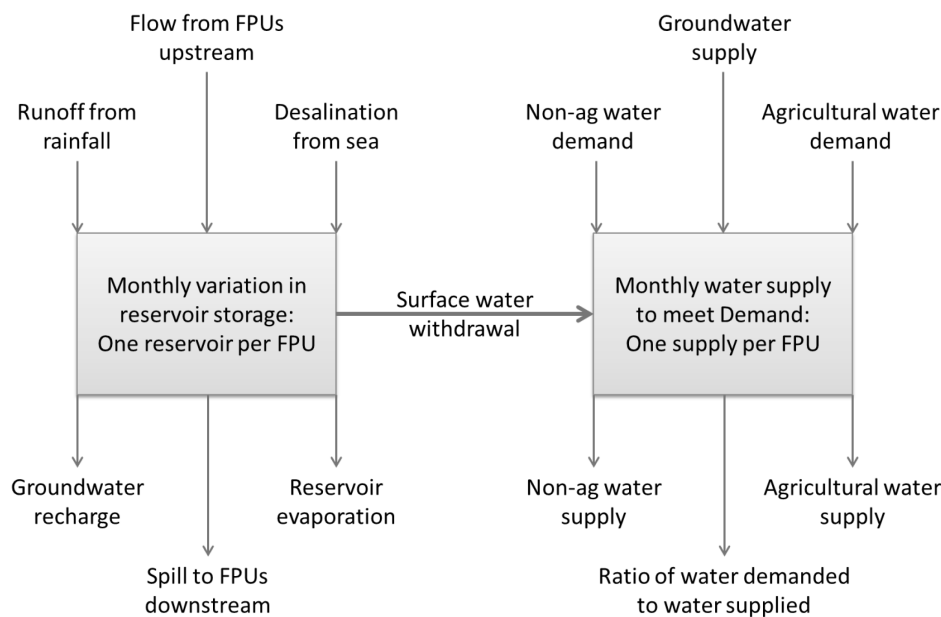 Flow from FPUs
upstream
Groundwater
supply
Runoff from
rainfall
Desalination
from sea
Non-ag water
demand
Agricultural water
demand
Monthly variation in
reservoir storage:
One reservoir per FPU
Surface water
withdrawal
Monthly water supply
to meet Demand:
One supply per FPU
Groundwater
recharge
Reservoir
evaporation
Non-ag water
supply
Agricultural water
supply
Spill to FPUs
downstream
Ratio of water demanded
to water supplied